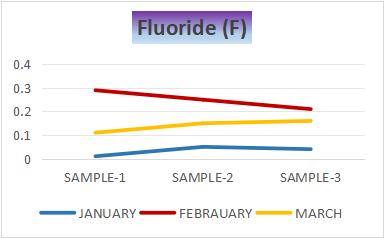 Fluoride (F)
0.4
0.3
0.2
0.1
0
SAMPLE-1 SAMPLE-2 SAMPLE-3
JANUARY FEBRAUARY MARCH